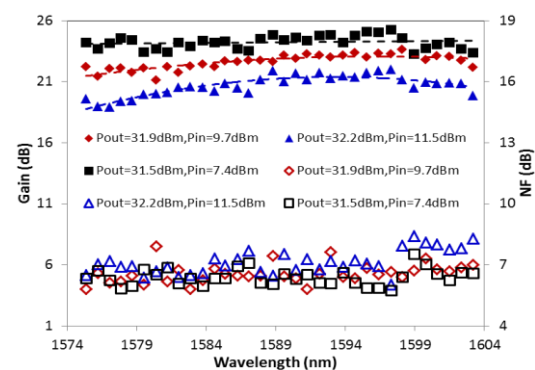 26
21
16
11
6
1
Gain (dB)
19
16
13
10
7
4
NF (dB)
Pout=31.9dBm,Pin=9.7dBm
Pout=32.2dBm,Pin=11.5dBm
Pout=31.5dBm,Pin=7.4dBm
Pout=31.9dBm,Pin=9.7dBm
Pout=32.2dBm,Pin=11.5dBm
Pout=31.5dBm,Pin=7.4dBm
1574
1579
1584
1589
1594
1599
1604
Wavelength (nm)